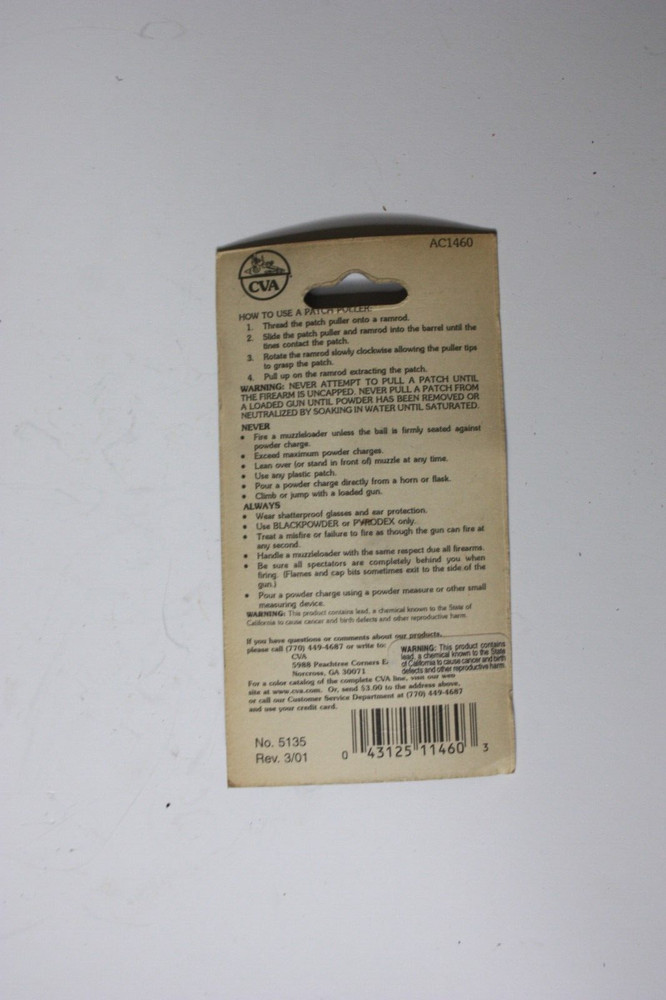 AC1460
CVA
HOW TO USE A PATCH PULLER:
1. Thread the patch puller onto a ramrod.
2. Slide the patch puller and ramrod into the barrel until the
tines contact the patch.
3. Rotate the ramrod slowly clockwise allowing the puller tips
to grasp the patch.
4. Pull up on the ramrod extracting the patch.
WARNING: NEVER ATTEMPT TO PULL A PATCH UNTIL
THE FIREARM IS UNCAPPED. NEVER PULL A PATCH FROM
A LOADED GUN UNTIL POWDER HAS BEEN REMOVED OR
NEUTRALIZED BY SOAKING IN WATER UNTIL SATURATED.
NEVER
• Fire a muzzleloader unless the ball is firmly seated against
powder charge.
• Exceed maximum powder charges.
• Lean over (or stand in front of) muzzle at any time.
• Use any plastic patch.
• Pour a powder charge directly from a horn or flask.
• Climb or jump with a loaded gun.
ALWAYS
• Wear shatterproof glasses and ear protection.
• Use BLACKPOWDER or PYRODEX only.
• Treat a misfire or failure to fire as though the gun can fire at
any second.
• Handle a muzzleloader with the same respect due all firearms.
• Be sure all spectators are completely behind you when
firing. (Flames and cap bits sometimes exit to the side of the
gun.)
• Pour a powder charge using a powder measure or other small
measuring device.
WARNING: This product contains lead, a chemical known to the State of
California to cause cancer and birth defects and other reproductive harm.
If you have questions or comments about our products,
please call (770) 449-4687 or write to:
CVA
5988 Peachtree Corners E
Norcross, GA 30071
For a color catalog of the complete CVA line, visit our web
site at www.cva.com. Or, send $3.00 to the address above,
or call our Customer Service Department at (770) 449-4687
and use your credit card.
WARNING: This product contains
lead, a chemical known to the State
of California to cause cancer and birth
defects and other reproductive harm.
No. 5135
Rev. 3/01
0 43125 11460 3